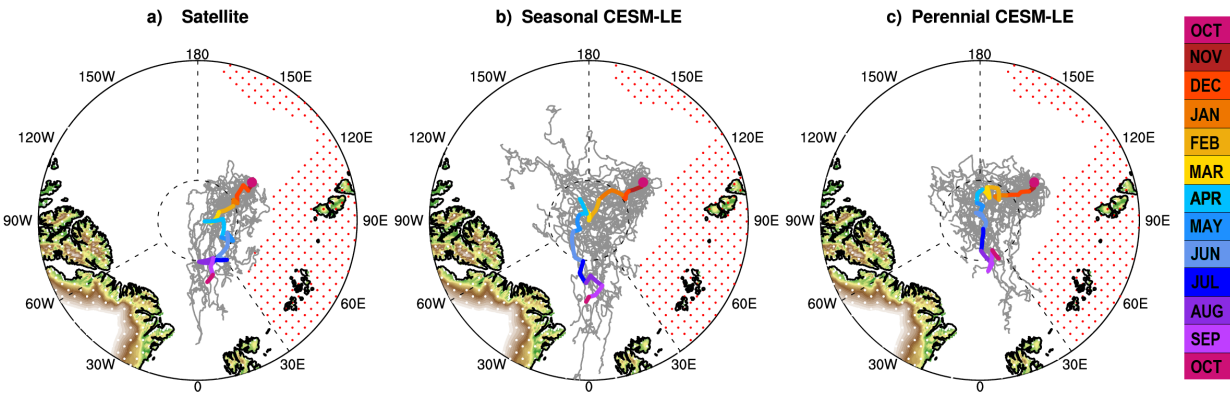 a) Satellite
b) Seasonal CESM-LE
c) Perennial CESM-LE
180
150W
150E
120W
120E
90W
90E
60W
60E
30W
30E
0
180
150W
150E
120W
120E
90W
90E
60W
60E
30W
30E
0
180
150W
150E
120W
120E
90W
90E
60W
60E
30W
30E
0
OCT
NOV
DEC
JAN
FEB
MAR
APR
MAY
JUN
JUL
AUG
SEP
OCT